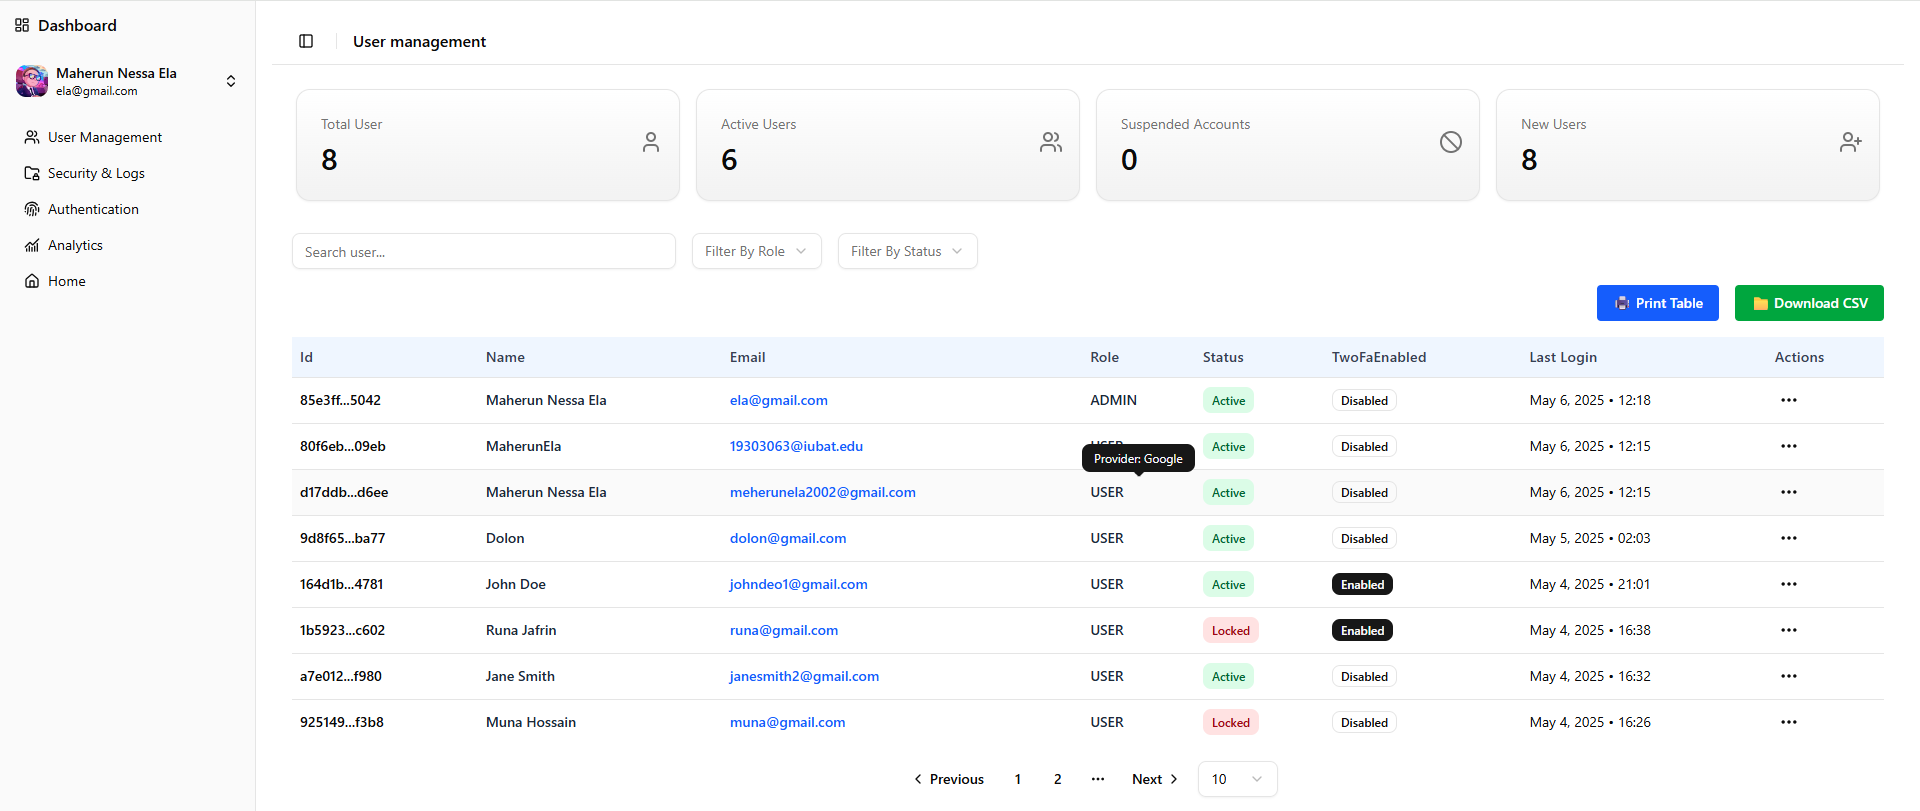 Dashboard
Maherun Nessa Ela
ela@gmail.com
User Management
Security & Logs
Authentication
Analytics
Home
User management
Total User
8
Active Users
6
Suspended Accounts
0
New Users
8
Search user...
Filter By Role
Filter By Status
Print Table
Download CSV
Id Name Email Role Status TwoFaEnabled Last Login Actions
85e3ff...5042 Maherun Nessa Ela ela@gmail.com ADMIN Active Disabled May 6, 2025 • 12:18 •••
80f6eb...09eb MaherunEla 19303063@iubat.edu USER Active Disabled May 6, 2025 • 12:15 •••
Provider: Google
d17ddb...d6ee Maherun Nessa Ela meherunela2002@gmail.com USER Active Disabled May 6, 2025 • 12:15 •••
9d8f65...ba77 Dolon dolon@gmail.com USER Active Disabled May 5, 2025 • 02:03 •••
164d1b...4781 John Doe johndeo1@gmail.com USER Active Enabled May 4, 2025 • 21:01 •••
1b5923...c602 Runa Jafrin runa@gmail.com USER Locked Enabled May 4, 2025 • 16:38 •••
a7e012...f980 Jane Smith janesmith2@gmail.com USER Active Disabled May 4, 2025 • 16:32 •••
925149...f3b8 Muna Hossain muna@gmail.com USER Locked Disabled May 4, 2025 • 16:26 •••
Previous 1 2 ••• Next 10